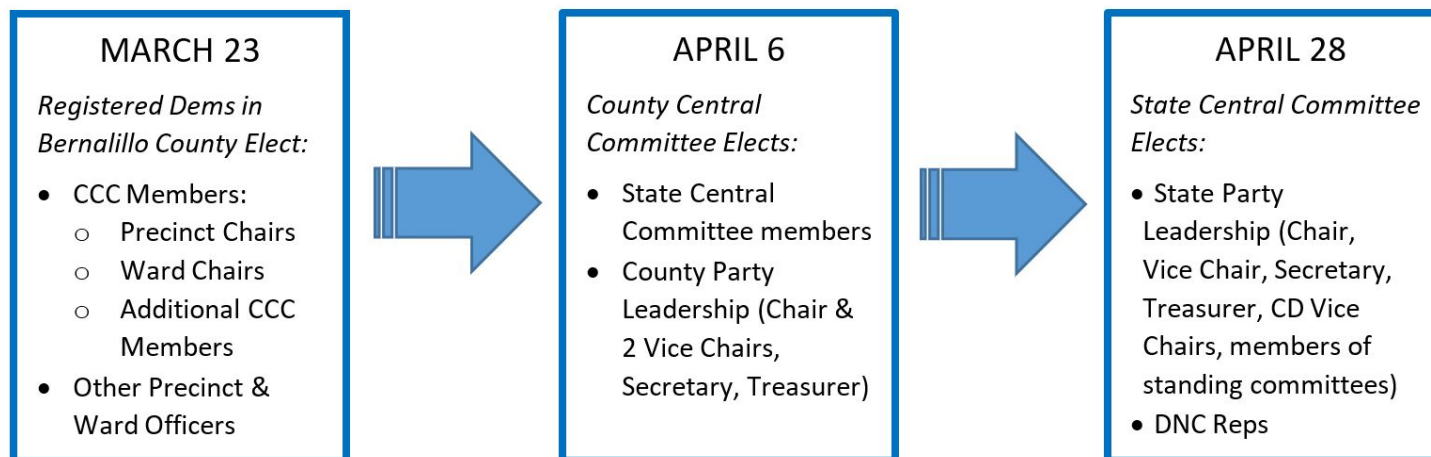 MARCH 23
Registered Dems in
Bernalillo County Elect:
• CCC Members:
o Precinct Chairs
o Ward Chairs
o Additional CCC
Members
• Other Precinct &
Ward Officers
APRIL 6
County Central
Committee Elects:
• State Central
Committee members
• County Party
Leadership (Chair &
2 Vice Chairs,
Secretary, Treasurer)
APRIL 28
State Central Committee
Elects:
• State Party
Leadership (Chair,
Vice Chair, Secretary,
Treasurer, CD Vice
Chairs, members of
standing committees)
• DNC Reps